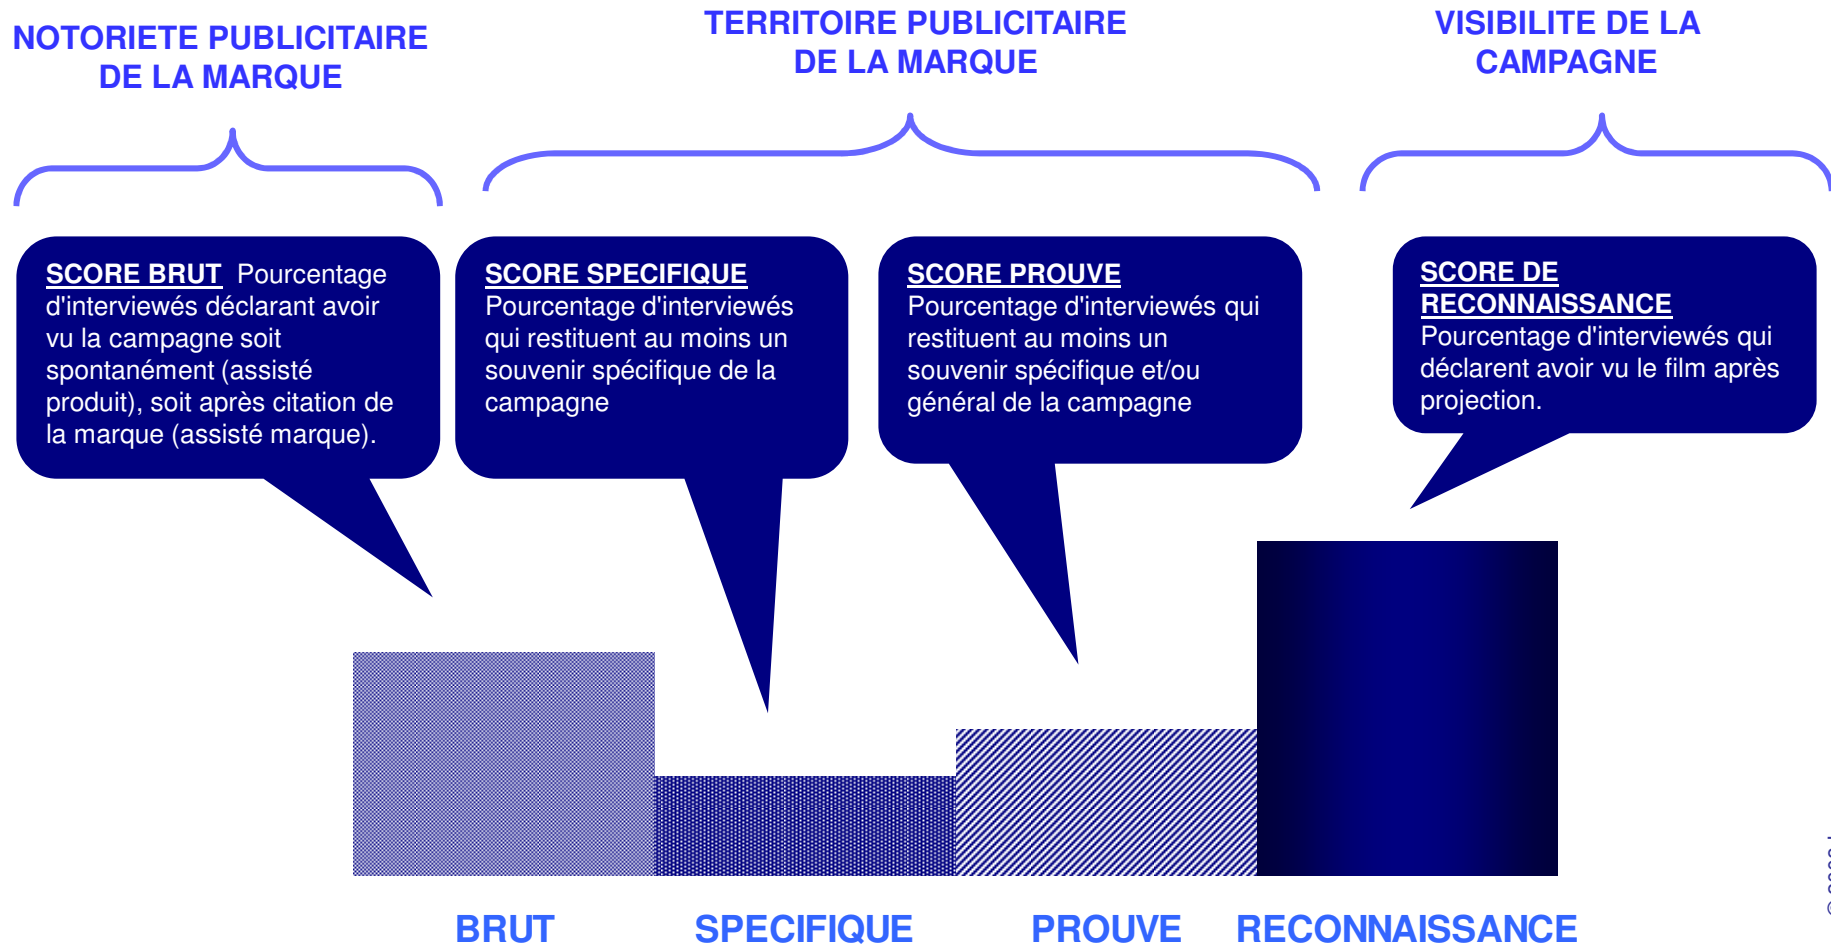 NOTORIETE PUBLICITAIRE
DE LA MARQUE
TERRITOIRE PUBLICITAIRE
DE LA MARQUE
VISIBILITE DE LA
CAMPAGNE
SCORE BRUT Pourcentage
d'interviewés déclarant avoir
vu la campagne soit
spontanément (assisté
produit), soit après citation de
la marque (assisté marque).
SCORE SPECIFIQUE
Pourcentage d'interviewés
qui restituent au moins un
souvenir spécifique de la
campagne
SCORE PROUVE
Pourcentage d'interviewés qui
restituent au moins un
souvenir spécifique et/ou
général de la campagne
SCORE DE
RECONNAISSANCE
Pourcentage d'interviewés qui
déclarent avoir vu le film après
projection.
BRUT
SPECIFIQUE
PROUVE
RECONNAISSANCE